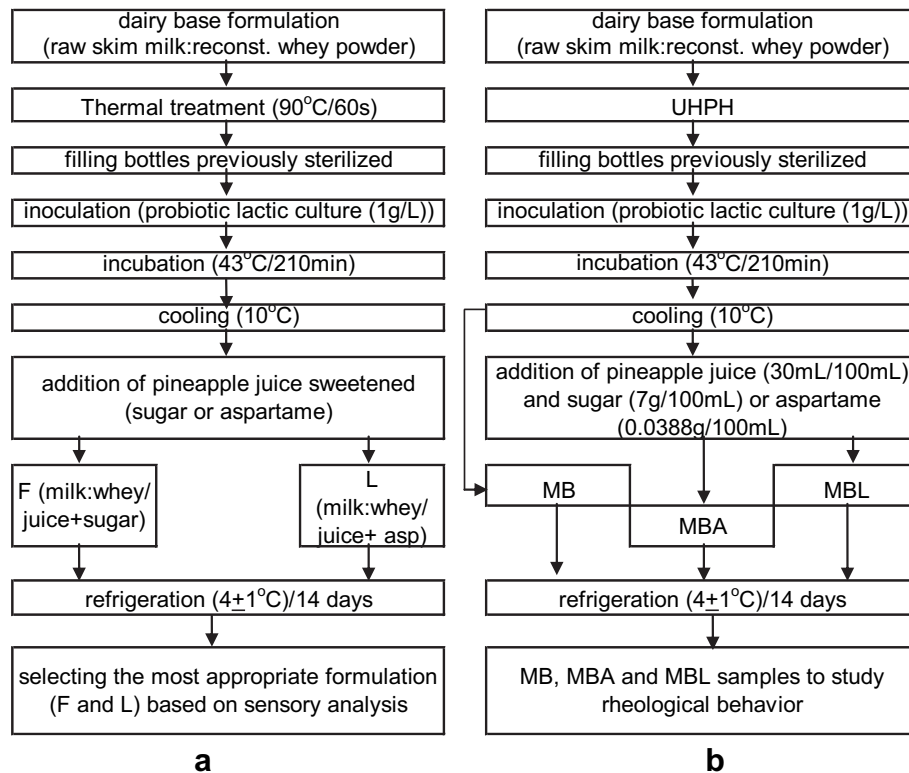 dairy base formulation
(raw skim milk:reconst. whey powder)
Thermal treatment (90°C/60s)
filling bottles previously sterilized
inoculation (probiotic lactic culture (1g/L))
incubation (43°C/210min)
cooling (10°C)
addition of pineapple juice sweetened
(sugar or aspartame)
F (milk:whey/
juice+sugar)
L
(milk:whey/
juice+ asp)
refrigeration (4±1°C)/14 days
selecting the most appropriate formulation
(F and L) based on sensory analysis
a
dairy base formulation
(raw skim milk:reconst. whey powder)
UHPH
filling bottles previously sterilized
inoculation (probiotic lactic culture (1g/L))
incubation (43°C/210min)
cooling (10°C)
addition of pineapple juice (30mL/100mL)
and sugar (7g/100mL) or aspartame
(0.0388g/100mL)
MB
MBA
MBL
refrigeration (4±1°C)/14 days
MB, MBA and MBL samples to study
rheological behavior
b